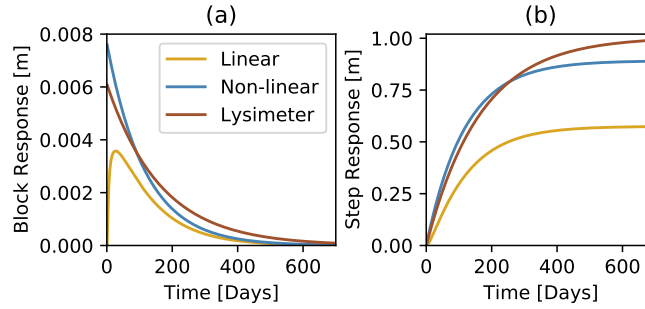 (a)
Block Response [m]
0.008
0.006
0.004
0.002
0.000
Linear
Non-linear
Lysimeter
0
200
400
600
Time [Days]
(b)
Step Response [m]
1.00
0.75
0.50
0.25
0.00
0
200
400
600
Time [Days]